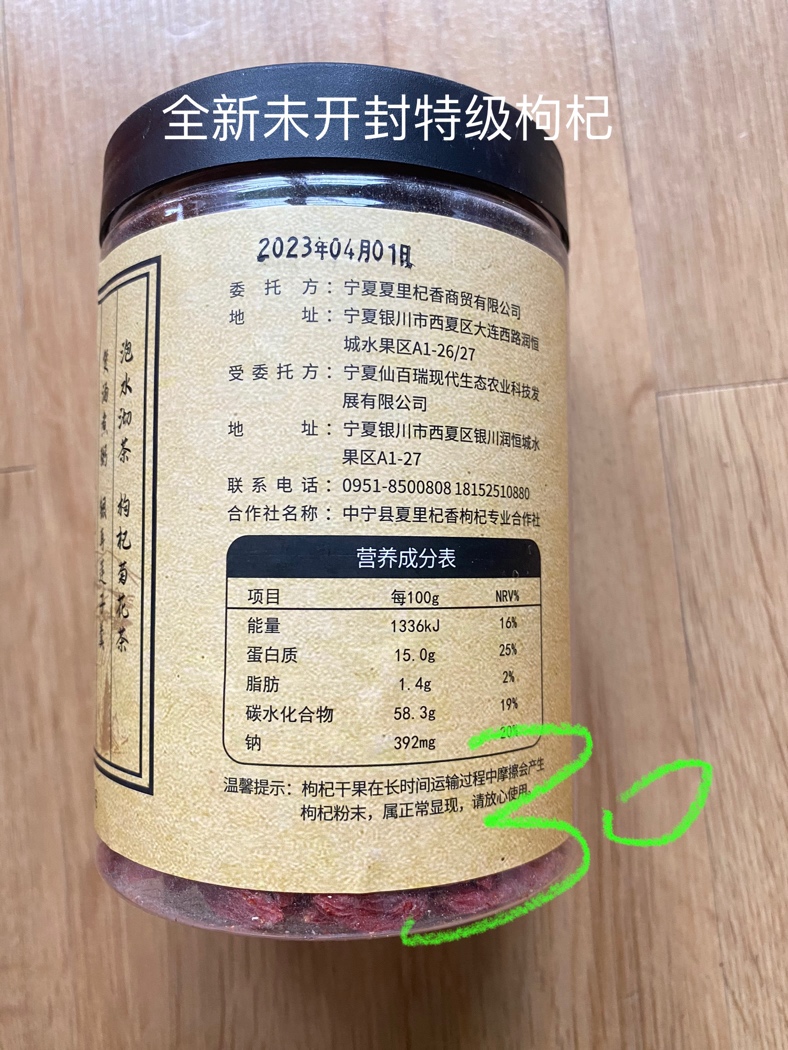 全新未开封特级枸杞
2023年04月01日
委托方：宁夏夏里杞香商贸有限公司
地址：宁夏银川市西夏区大连西路润恒
城水果区A1-26/27
受委托方：宁夏仙百瑞现代生态农业科技发
展有限公司
地址：宁夏银川市西夏区银川润恒城水
果区A1-27
联系电话：0951-8500808 18152510880
合作社名称：中宁县夏里杞香枸杞专业合作社
营养成分表
项目 每100g NRV%
能量 1336kJ 16%
蛋白质 15.0g 25%
脂肪 1.4g 2%
碳水化合物 58.3g 19%
钠 392mg 20%
温馨提示：枸杞干果在长时间运输过程中摩擦会产生
枸杞粉末，属正常显现，请放心使用。
泡水沏茶 枸杞菊花茶
30